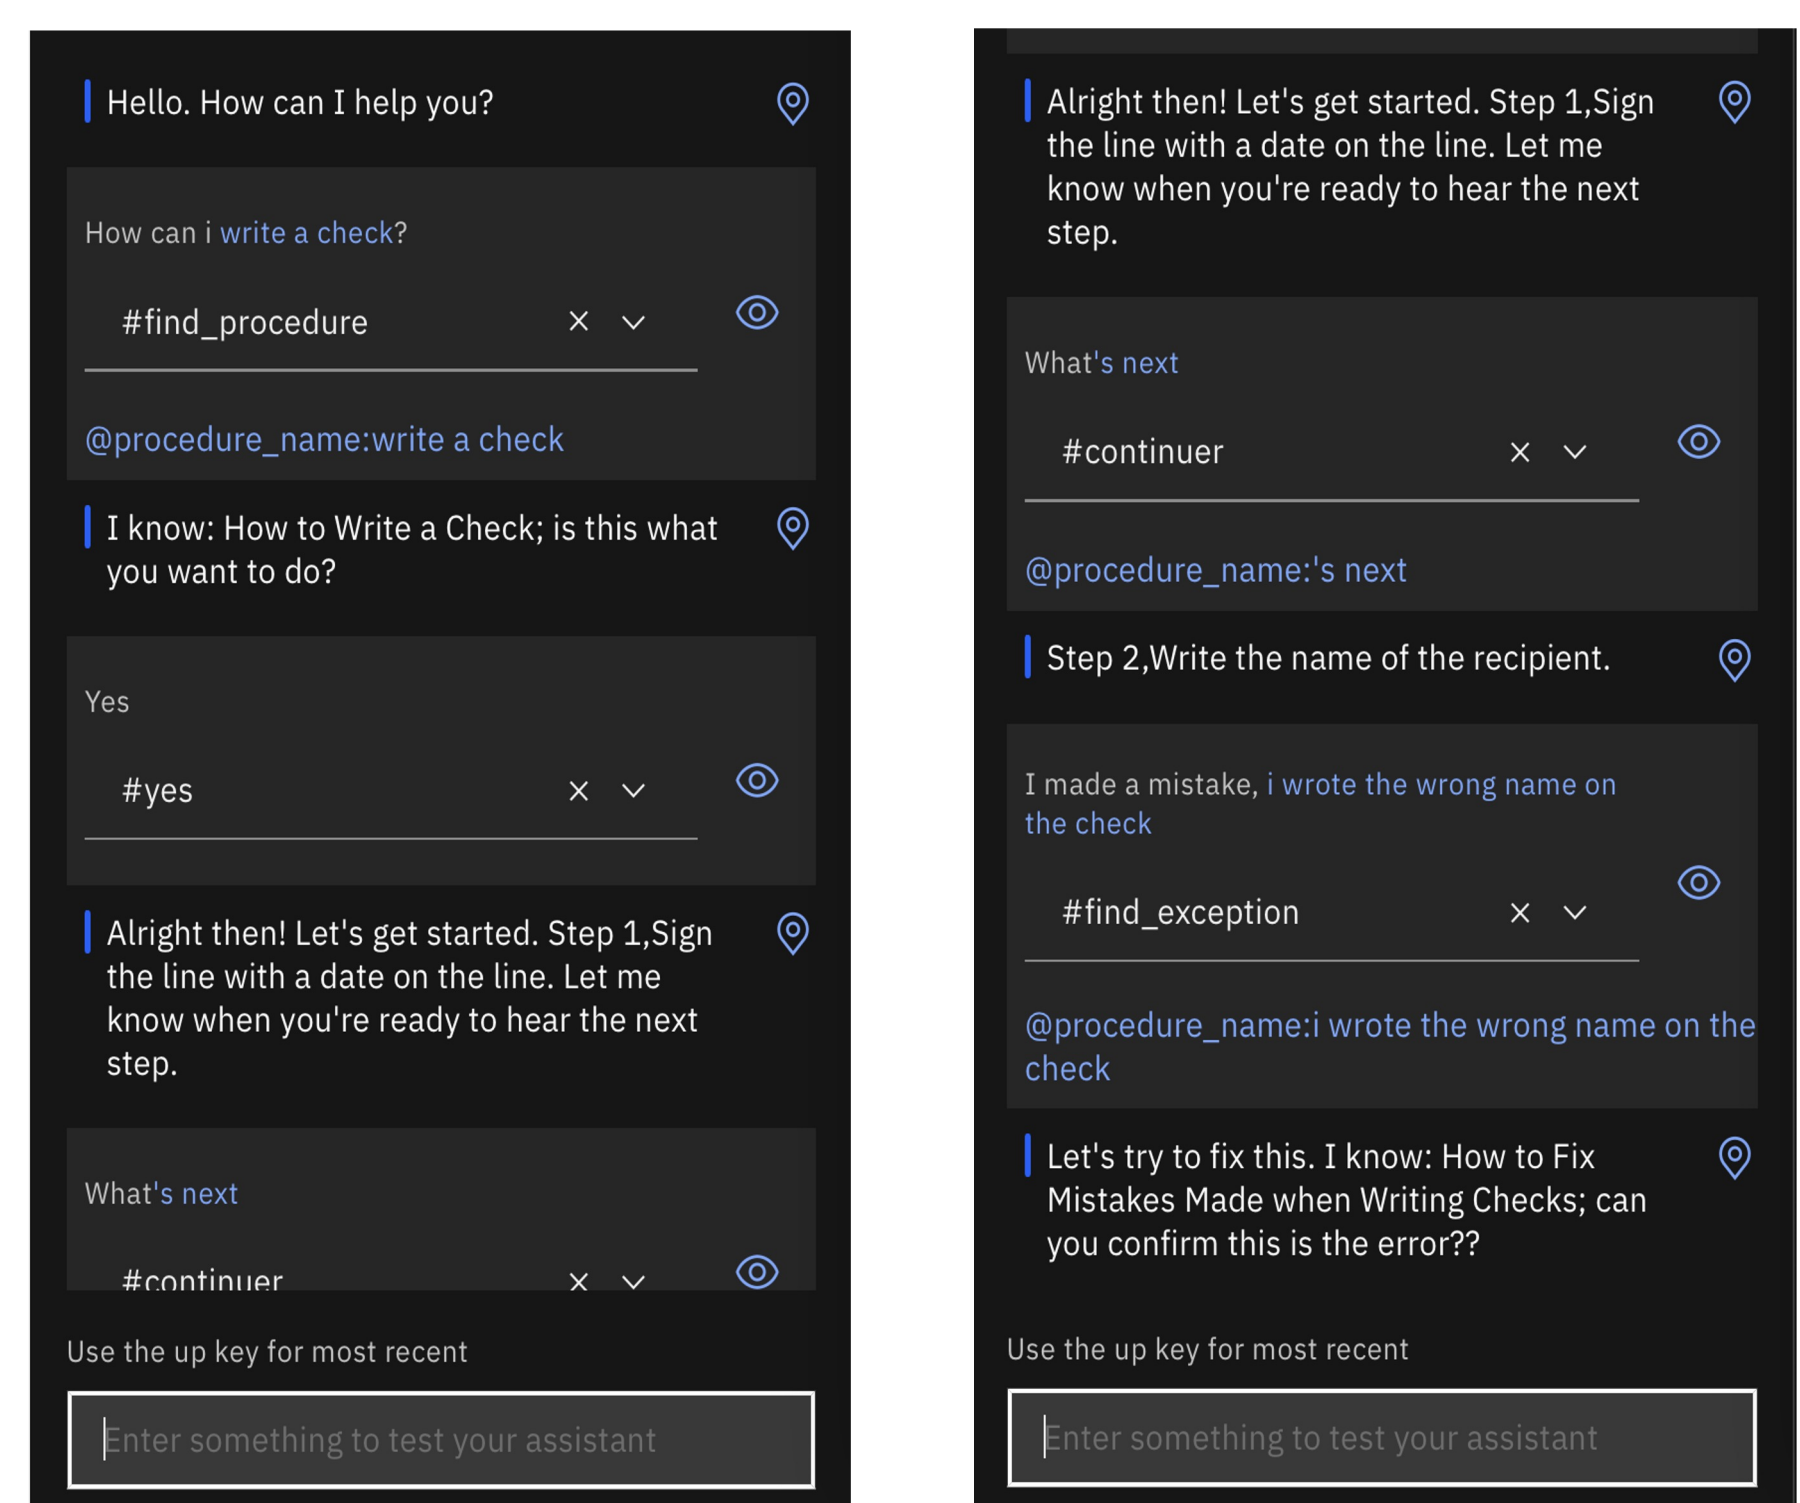 Hello. How can I help you?
How can i write a check?
#find_procedure
@procedure_name:write a check
I know: How to Write a Check; is this what
you want to do?
Yes
#yes
Alright then! Let's get started. Step 1,Sign
the line with a date on the line. Let me
know when you're ready to hear the next
step.
What's next
#continuer
Use the up key for most recent
Enter something to test your assistant
Alright then! Let's get started. Step 1,Sign
the line with a date on the line. Let me
know when you're ready to hear the next
step.
What's next
#continuer
@procedure_name:'s next
Step 2,Write the name of the recipient.
I made a mistake, i wrote the wrong name on
the check
#find_exception
@procedure_name:i wrote the wrong name on the
check
Let's try to fix this. I know: How to Fix
Mistakes Made when Writing Checks; can
you confirm this is the error??
Use the up key for most recent
Enter something to test your assistant